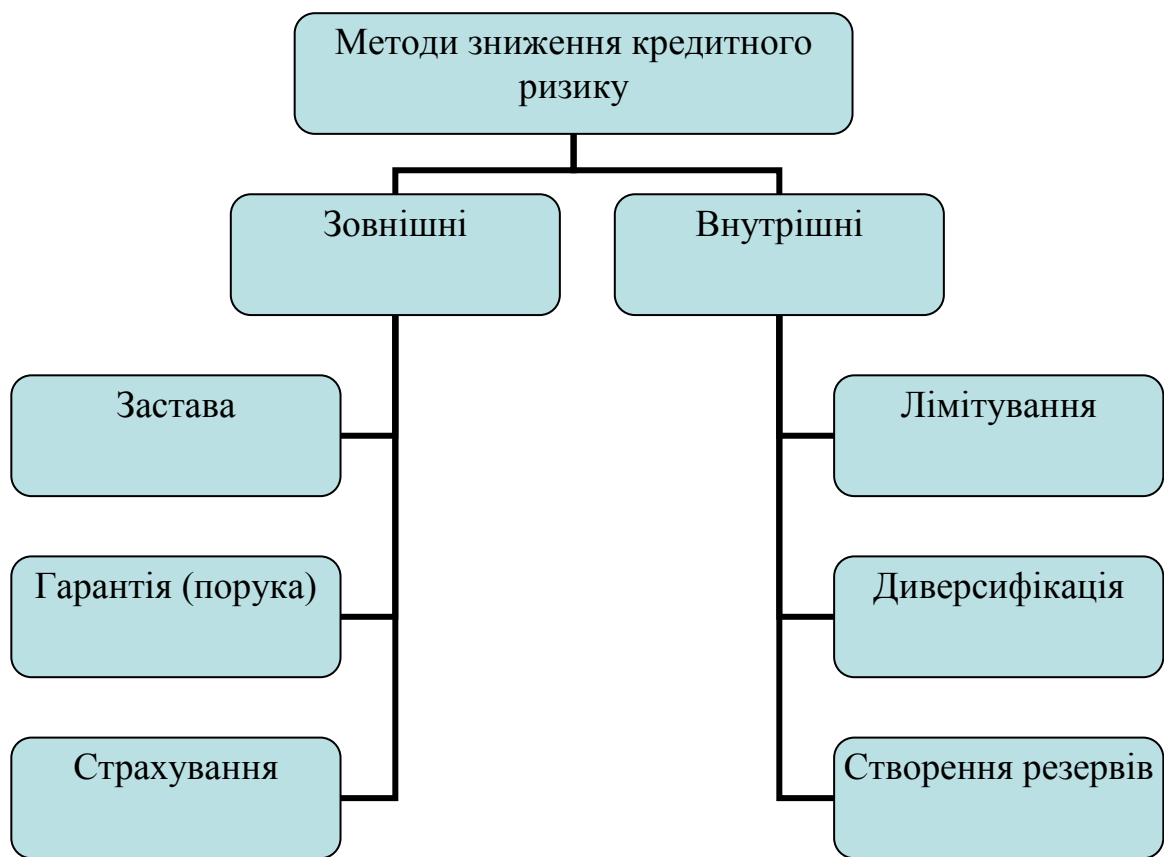 Методи зниження кредитного
ризику
Зовнішні
Внутрішні
Застава
Лімітування
Гарантія (порука)
Диверсифікація
Страхування
Створення резервів